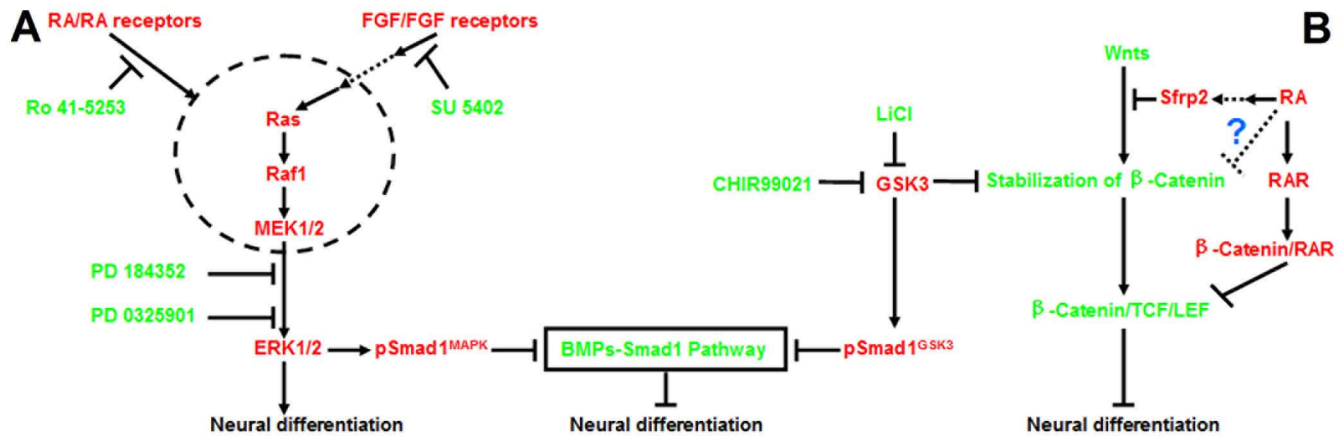 A
RA/RA receptors
FGF/FGF receptors
B
Wnts
Ro 41-5253
SU 5402
Sfrp2
RA
Ras
LiCl
?
Raf1
CHIR99021
GSK3
Stabilization of β-Catenin
RAR
MEK1/2
β-Catenin/RAR
PD 184352
PD 0325901
β-Catenin/TCF/LEF
ERK1/2
pSmad1MAPK
BMPs-Smad1 Pathway
pSmad1GSK3
Neural differentiation
Neural differentiation
Neural differentiation